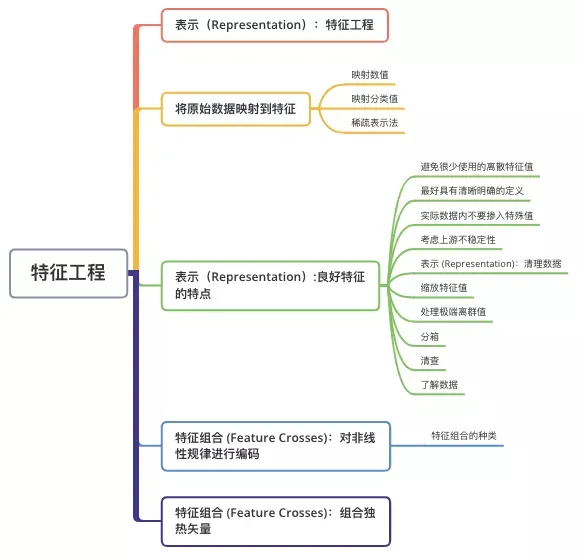 特征工程
表示（Representation）：特征工程
将原始数据映射到特征
映射数值
映射分类值
稀疏表示法
表示（Representation）:良好特征
的特点
避免很少使用的离散特征值
最好具有清晰明确的定义
实际数据内不要掺入特殊值
考虑上游不稳定性
表示 (Representation)：清理数据
缩放特征值
处理极端离群值
分箱
清查
了解数据
特征组合 (Feature Crosses)：对非线
性规律进行编码
特征组合的种类
特征组合 (Feature Crosses)：组合独
热矢量